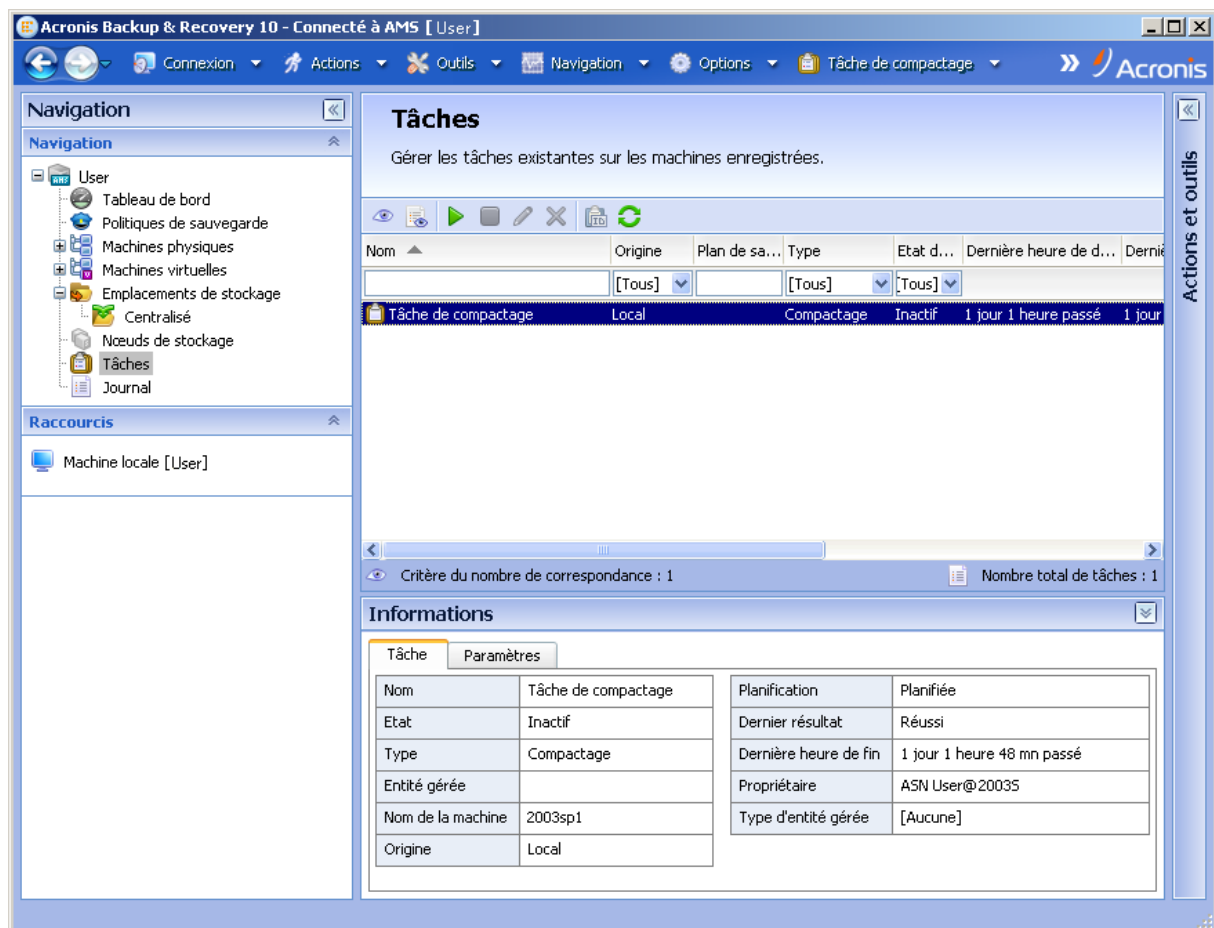 Acronis Backup & Recovery 10 - Connecté à AMS [User]
Connexion Actions Outils Navigation Options Tâche de compactage Acronis
Navigation
Navigation
User
Tableau de bord
Politiques de sauvegarde
Machines physiques
Machines virtuelles
Emplacements de stockage
Centralisé
Nœuds de stockage
Tâches
Journal
Raccourcis
Machine locale [User]
Tâches
Gérer les tâches existantes sur les machines enregistrées.
Nom Origine Plan de sa... Type Etat d... Dernière heure de d... Derniè
[Tous] [Tous] [Tous]
Tâche de compactage Local Compactage Inactif 1 jour 1 heure passé 1 jour
Critère du nombre de correspondance : 1 Nombre total de tâches : 1
Informations
Tâche Paramètres
Nom Tâche de compactage
Etat Inactif
Type Compactage
Entité gérée
Nom de la machine 2003sp1
Origine Local
Planification Planifiée
Dernier résultat Réussi
Dernière heure de fin 1 jour 1 heure 48 mn passé
Propriétaire ASN User@2003S
Type d'entité gérée [Aucune]
Actions et outils